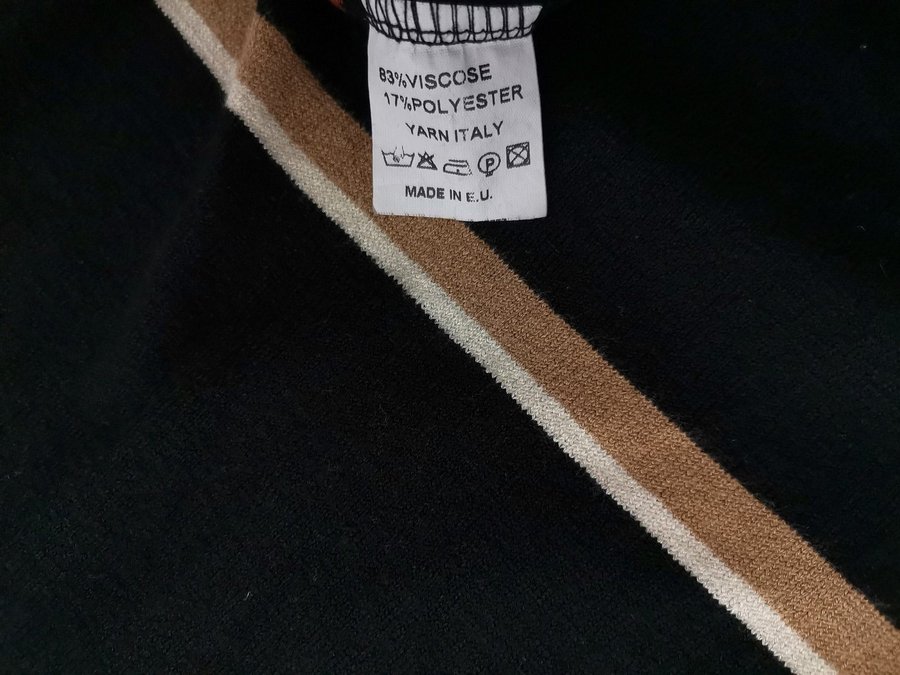 83%VISCOSE
17%POLYESTER
YARN ITALY
P
MADE IN E.U.